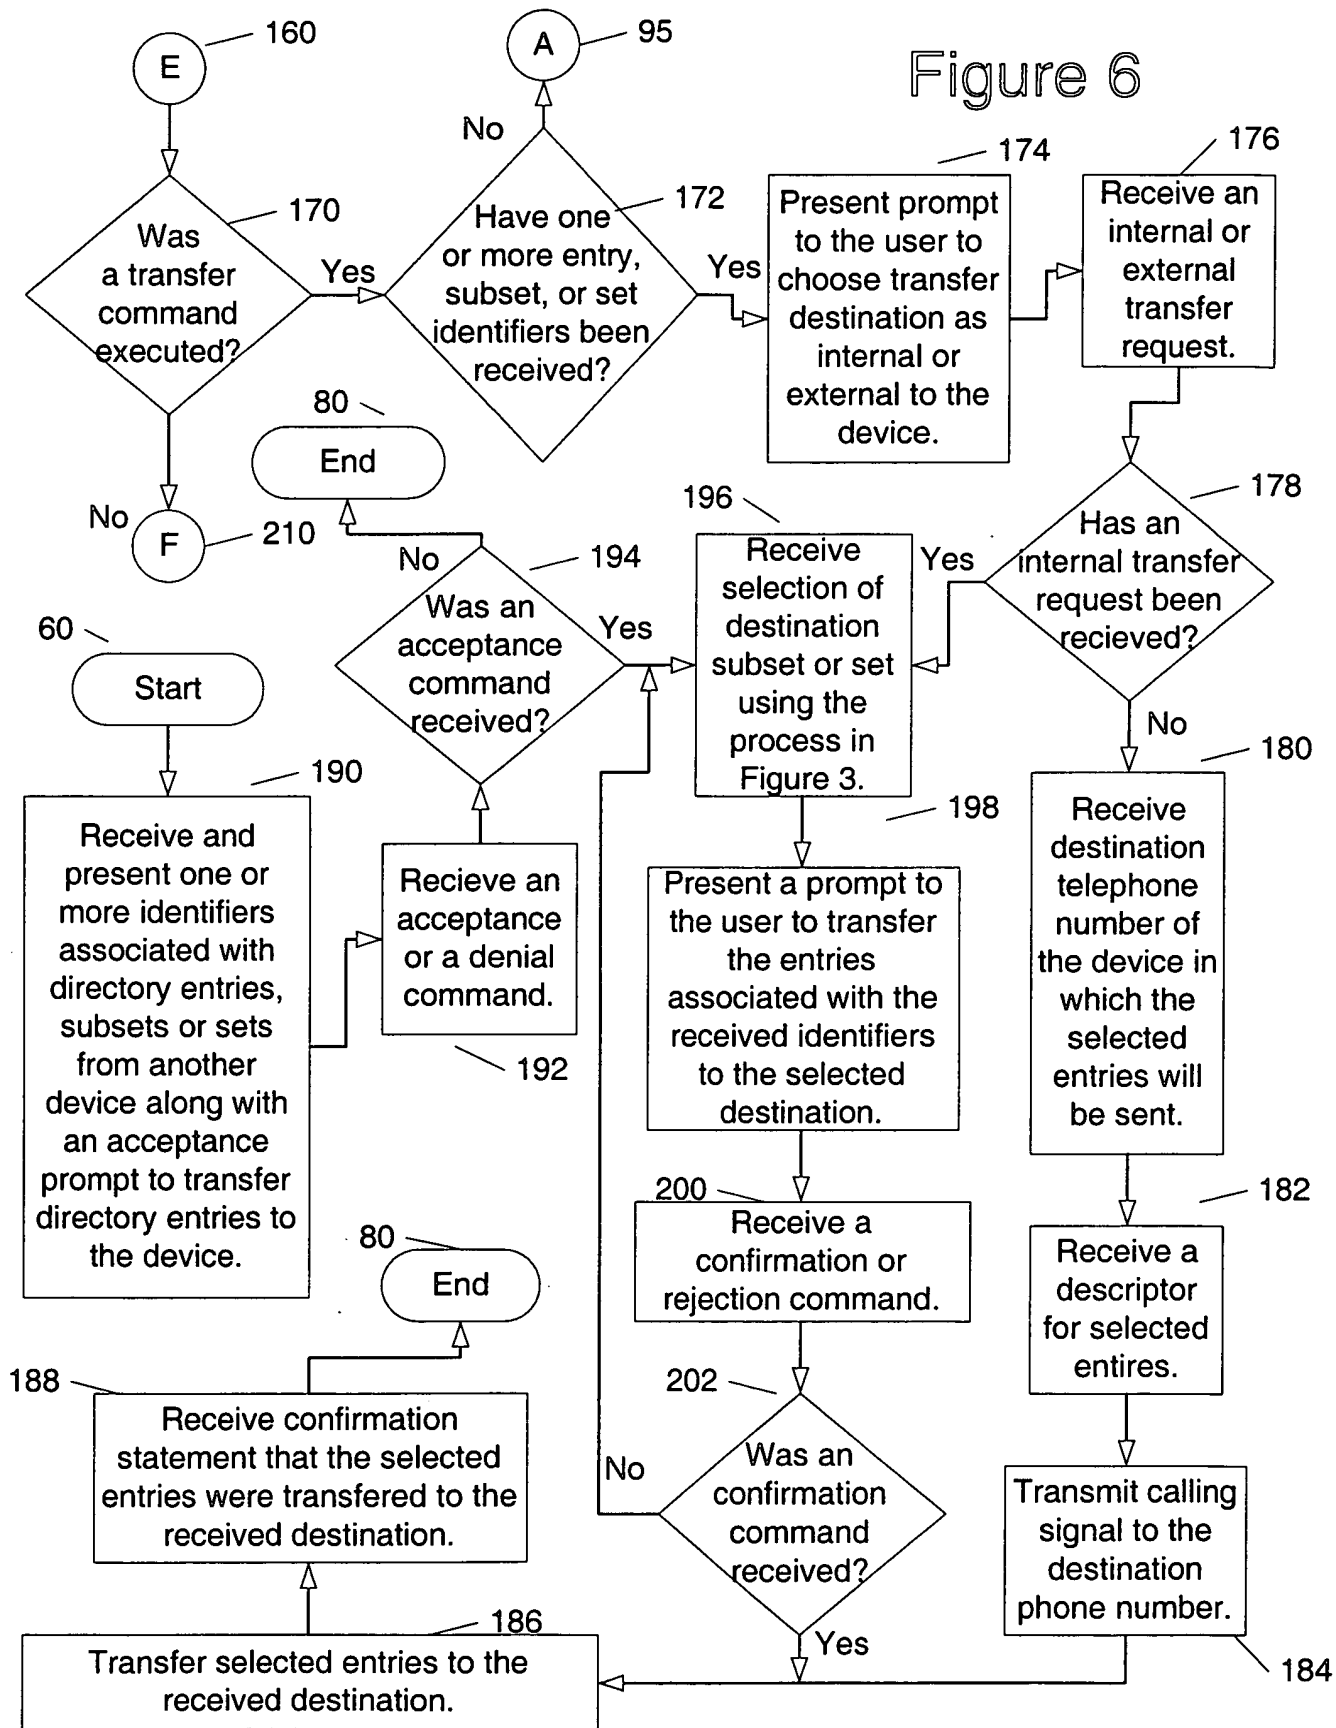 160
E
95
A
Figure 6
No
170
Was
a transfer
command
executed?
Yes
172
Have one
or more entry,
subset, or set
identifiers been
received?
Yes
174
Present prompt
to the user to
choose transfer
destination as
internal or
external to the
device.
176
Receive an
internal or
external
transfer
request.
No
F
210
80
End
No
194
Was an
acceptance
command
received?
Yes
196
Receive
selection of
destination
subset or set
using the
process in
Figure 3.
Yes
178
Has an
internal transfer
request been
recieved?
No
60
Start
190
Receive and
present one or
more identifiers
associated with
directory entries,
subsets or sets
from another
device along with
an acceptance
prompt to transfer
directory entries to
the device.
Recieve an
acceptance
or a denial
command.
192
198
Present a prompt to
the user to transfer
the entries
associated with the
received identifiers
to the selected
destination.
180
Receive
destination
telephone
number of
the device in
which the
selected
entries will
be sent.
200
Receive a
confirmation or
rejection command.
182
Receive a
descriptor
for selected
entires.
80
End
188
Receive confirmation
statement that the selected
entries were transfered to the
received destination.
202
No
Was an
confirmation
command
received?
Yes
Transmit calling
signal to the
destination
phone number.
184
186
Transfer selected entries to the
received destination.